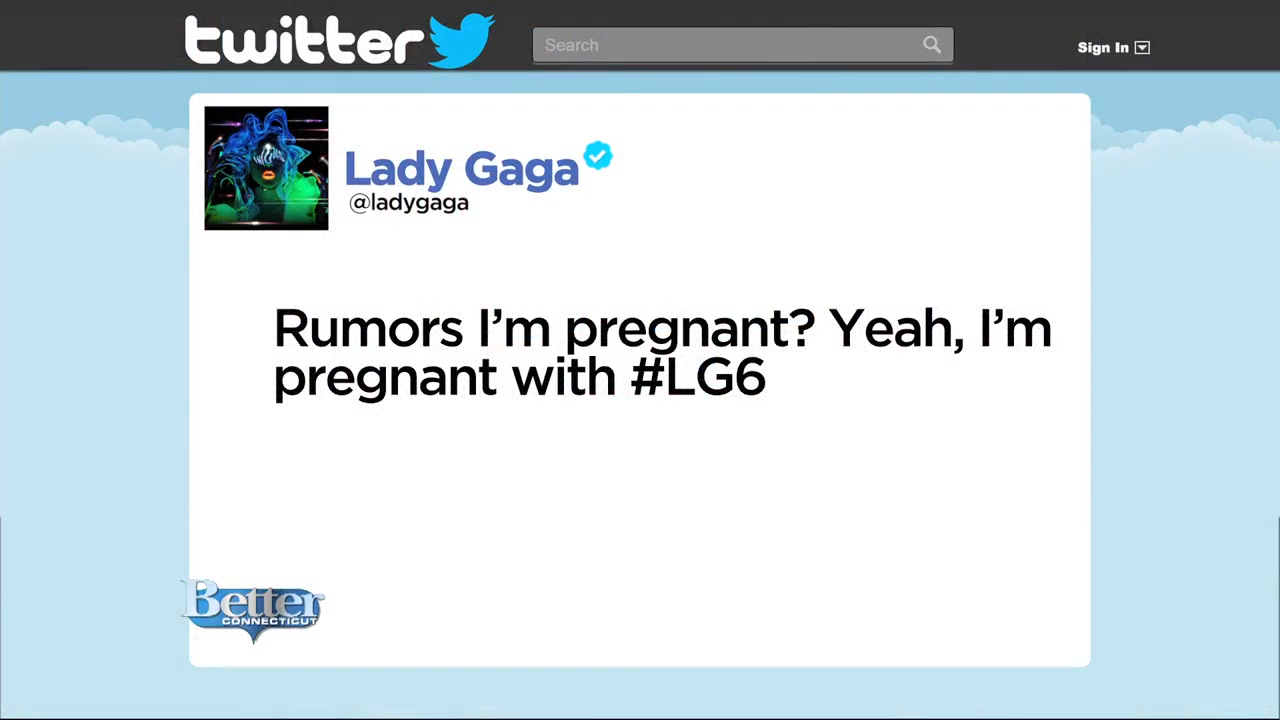 twitter
Search
Sign In
Lady Gaga
@ladygaga
Rumors I’m pregnant? Yeah, I’m
pregnant with #LG6
Better
CONNECTICUT